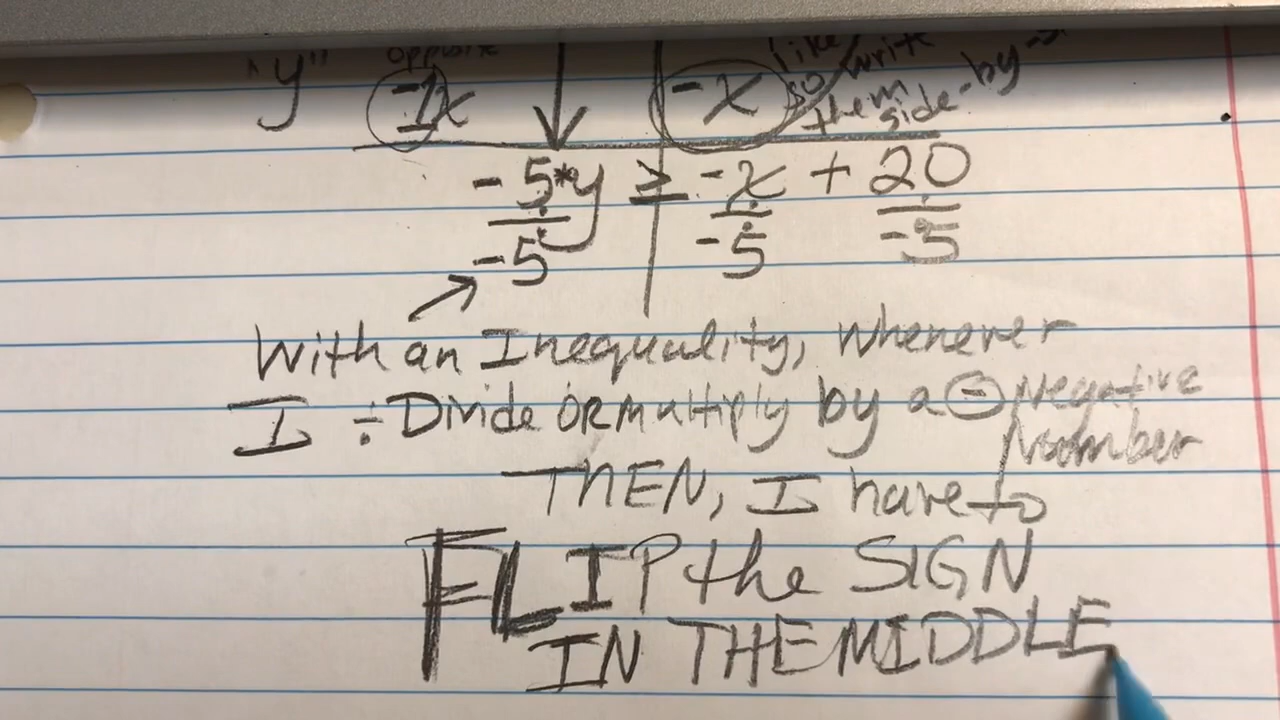 "y" opposite like
-1x -x so write
them side-by-si
-5*y ≥ -x + 20
-5 -5 -5
With an Inequality, Whenever
I ÷ Divide OR multiply by a ⊖ Negative
Number
THEN, I have to
FLIP the SIGN
IN THE MIDDLE